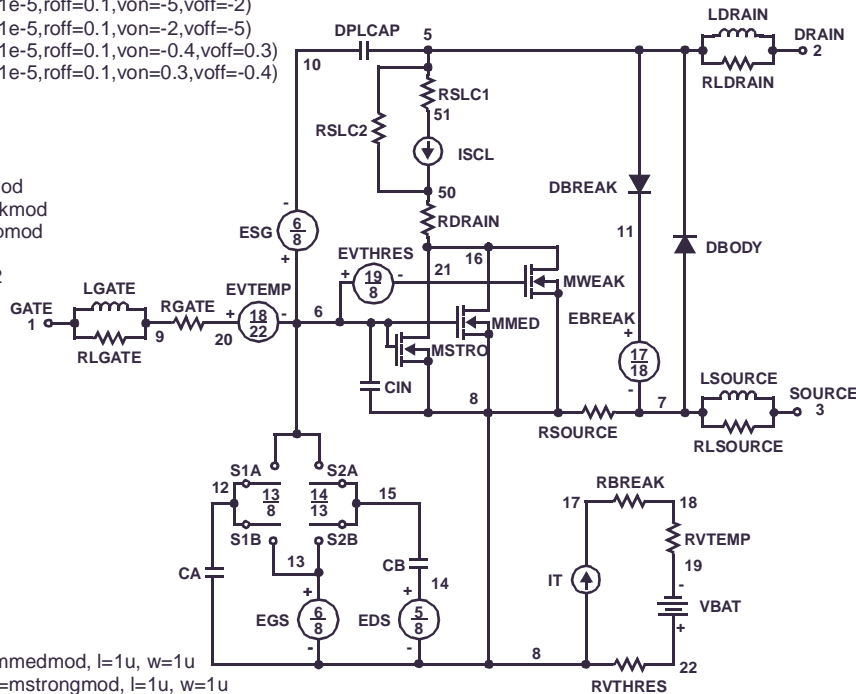 1e-5,roff=0.1,von=-5,voff=-2)
1e-5,roff=0.1,von=-2,voff=-5)
1e-5,roff=0.1,von=-0.4,voff=0.3)
1e-5,roff=0.1,von=0.3,voff=-0.4)
od
kmod
omod
2
LDRAIN
DPLCAP 5 DRAIN
10 2
RSLC1 RLDRAIN
51
RSLC2
ISCL
50 DBREAK
- RDRAIN
ESG 6/8 11 DBODY
+ EVTHRES 16
+ 19/8 - 21 MWEAK
LGATE EVTEMP
GATE RGATE + 18/22 - 6 MMED EBREAK
1 +
9 20 MSTRO 17/18
RLGATE LSOURCE
CIN - SOURCE
8 7 3
RSOURCE
RLSOURCE
S1A S2A
12 13/8 14/13 15 RBREAK
17 18
S1B S2B RVTEMP
13 CB 19
CA + + 14 IT -
EGS 6/8 EDS 5/8 VBAT
- - +
8 22
RVTHRES
mmedmod, l=1u, w=1u
=mstrongmod, l=1u, w=1u